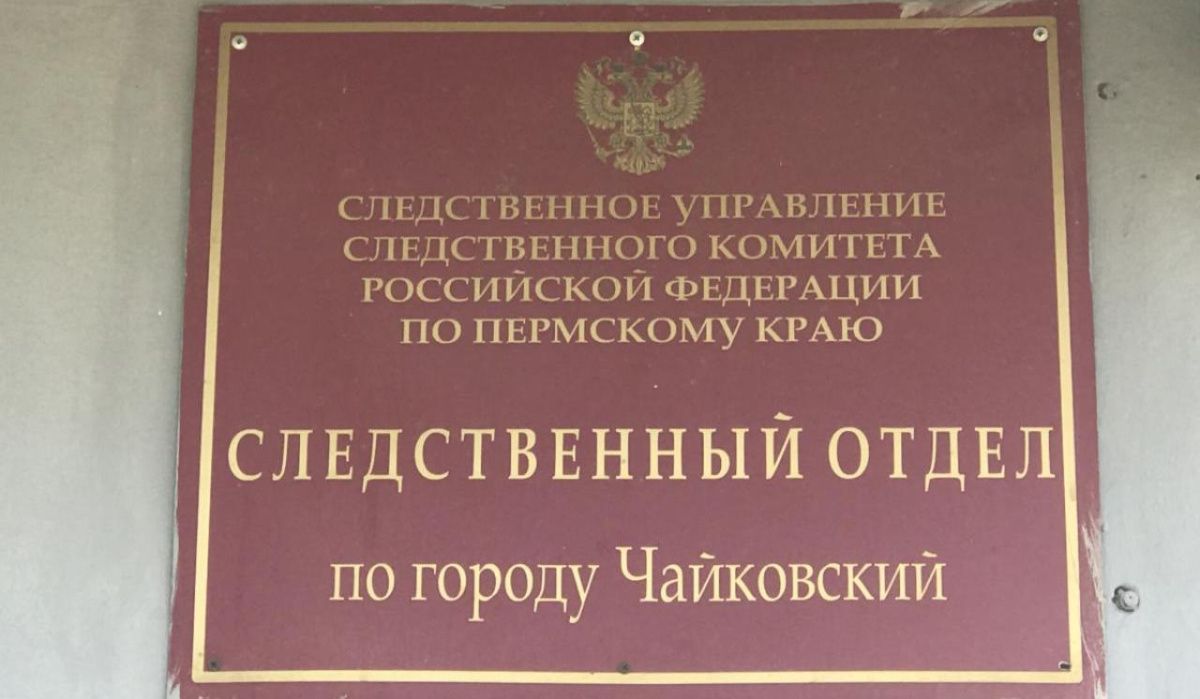 СЛЕДСТВЕННОЕ УПРАВЛЕНИЕ
СЛЕДСТВЕННОГО КОМИТЕТА
РОССИЙСКОЙ ФЕДЕРАЦИИ
ПО ПЕРМСКОМУ КРАЮ
СЛЕДСТВЕННЫЙ ОТДЕЛ
по городу Чайковский